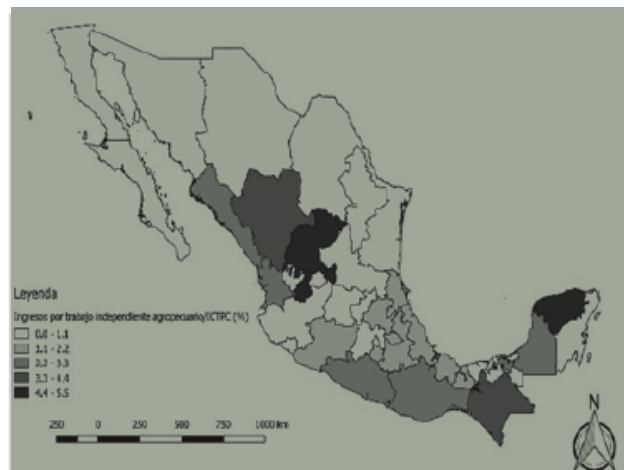 Leyenda
Ingresos por trabajo independiente agropecuario/ICTPC (%)
0.0 - 1.1
1.1 - 2.2
2.2 - 3.3
3.3 - 4.4
4.4 - 5.5
250 0 250 500 750 1000 km
N